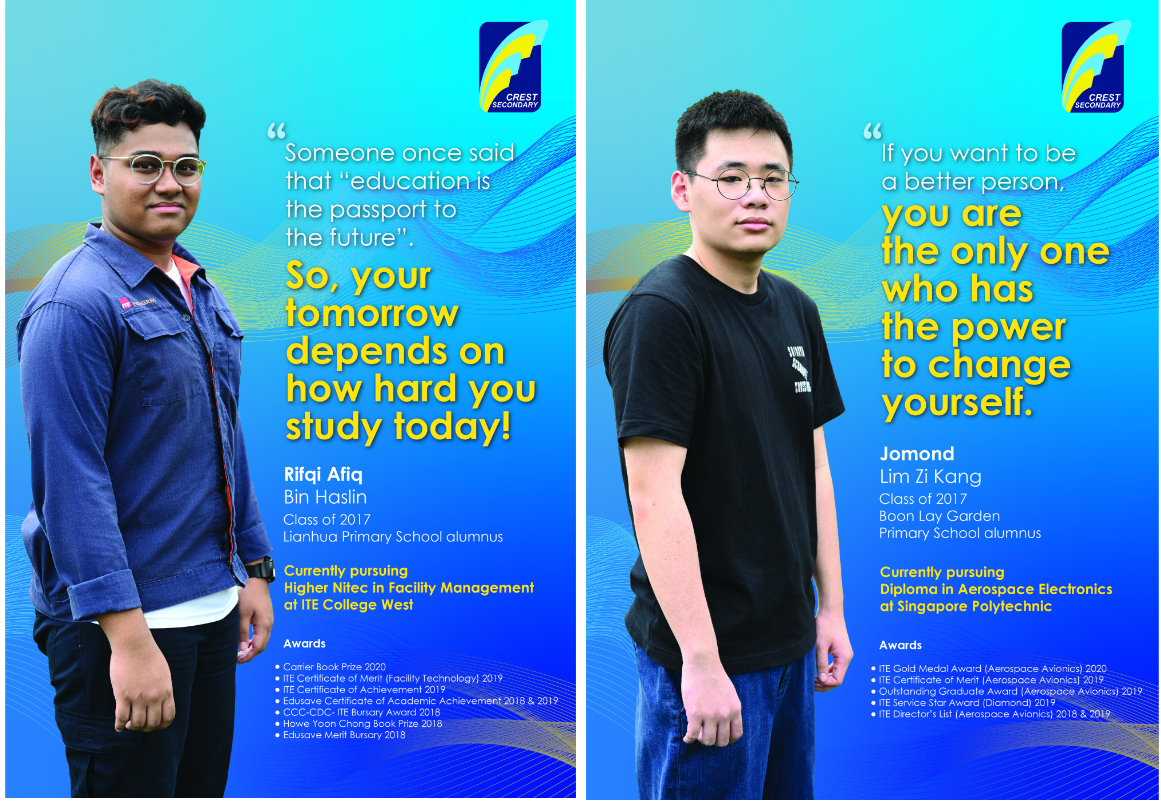 CREST
SECONDARY
“Someone once said
that “education is
the passport to
the future”.
So, your
tomorrow
depends on
how hard you
study today!
Rifqi Afiq
Bin Haslin
Class of 2017
Lianhua Primary School alumnus
Currently pursuing
Higher Nitec in Facility Management
at ITE College West
Awards
• Carrier Book Prize 2020
• ITE Certificate of Merit (Facility Technology) 2019
• ITE Certificate of Achievement 2019
• Edusave Certificate of Academic Achievement 2018 & 2019
• CCC-CDC- ITE Bursary Award 2018
• Howe Yoon Chong Book Prize 2018
• Edusave Merit Bursary 2018
CREST
SECONDARY
“If you want to be
a better person,
you are
the only one
who has
the power
to change
yourself.
Jomond
Lim Zi Kang
Class of 2017
Boon Lay Garden
Primary School alumnus
Currently pursuing
Diploma in Aerospace Electronics
at Singapore Polytechnic
Awards
• ITE Gold Medal Award (Aerospace Avionics) 2020
• ITE Certificate of Merit (Aerospace Avionics) 2019
• Outstanding Graduate Award (Aerospace Avionics) 2019
• ITE Service Star Award (Diamond) 2019
• ITE Director’s List (Aerospace Avionics) 2018 & 2019